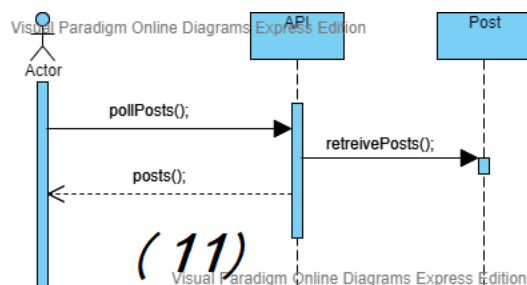 Visual Paradigm Online Diagrams Express Edition
API
Post
Actor
pollPosts();
retreivePosts();
posts();
(11)
Visual Paradigm Online Diagrams Express Edition